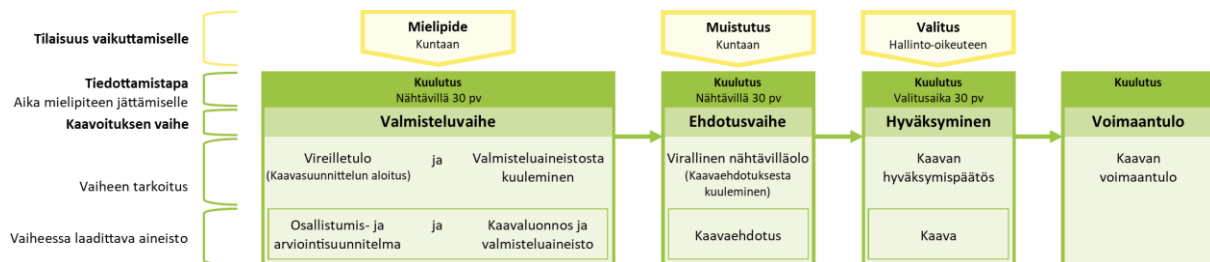 Tilaisuus vaikuttamiselle
Mielipide
Kuntaan
Muistutus
Kuntaan
Valitus
Hallinto-oikeuteen
Tiedottamistapa
Aika mielipiteen jättämiselle
Kuulutus
Nähtävillä 30 pv
Kuulutus
Nähtävillä 30 pv
Kuulutus
Valitusaika 30 pv
Kuulutus
Kaavoituksen vaihe
Valmisteluvaihe
Ehdotusvaihe
Hyväksyminen
Voimaantulo
Vaiheen tarkoitus
Vireilletulo
(Kaavasuunnittelun aloitus)
ja
Valmisteluaineistosta
kuuleminen
Virallinen nähtävilläolo
(Kaavaehdotuksesta
kuuleminen)
Kaavan
hyväksymispäätös
Kaavan
voimaantulo
Vaiheessa laadittava aineisto
Osallistumis- ja
arviointisuunnitelma
ja
Kaavaluonnos ja
valmisteluaineisto
Kaavaehdotus
Kaava